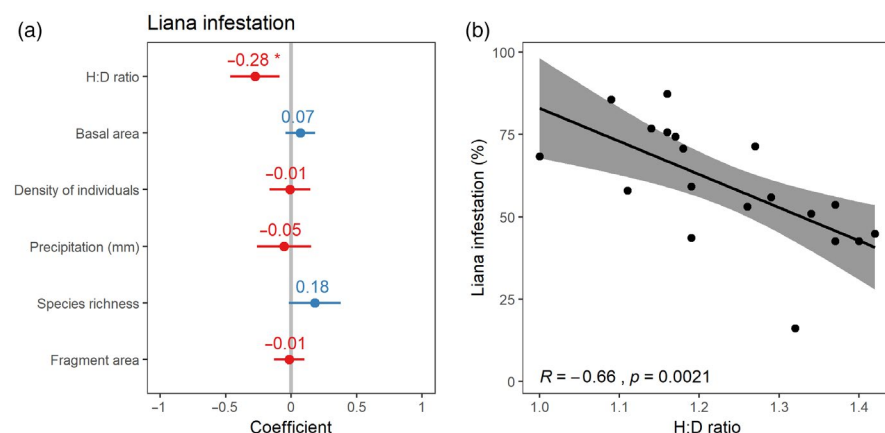 Liana infestation
(a)
H:D ratio
−0.28 *
Basal area
0.07
Density of individuals
−0.01
Precipitation (mm)
−0.05
Species richness
0.18
Fragment area
−0.01
−1 −0.5 0 0.5 1
Coefficient
(b)
Liana infestation (%)
100
75
50
25
0
R = −0.66 , p = 0.0021
1.0 1.1 1.2 1.3 1.4
H:D ratio